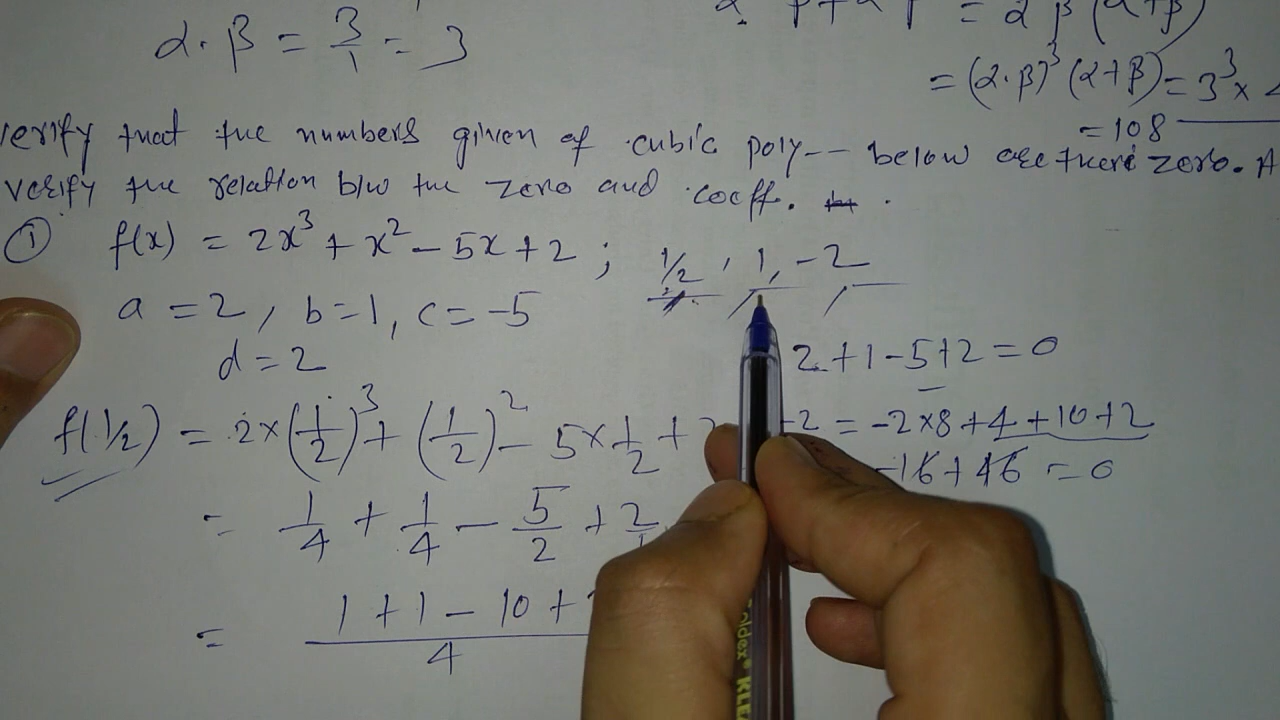 α·β = 3/1 = 3
= αβ(α+β)
= (α·β)³ (α+β) = 3³ ×
= 108
verify that the numbers given of cubic poly-- below are there zero. A
verify the relation b/w the zero and coeff.
① f(x) = 2x³ + x² - 5x + 2 ; 1/2 , 1, -2
a = 2 , b = 1, c = -5
d = 2
2 + 1 - 5 + 2 = 0
f(1/2) = 2×(1/2)³ + (1/2)² - 5×1/2 +
-2 = -2×8 + 4 + 10 + 2
-16 + 16 = 0
= 1/4 + 1/4 - 5/2 + 2/1
= 1 + 1 - 10 +
4